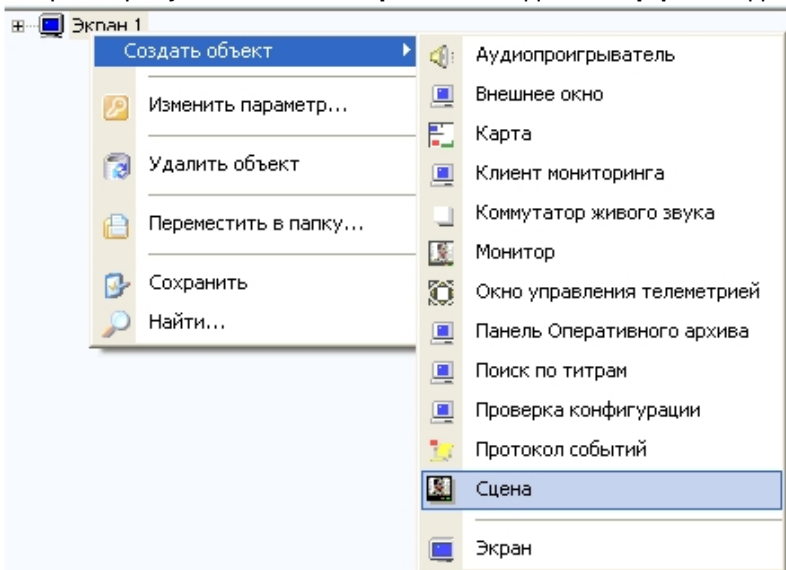 Экран 1
Создать объект
Изменить параметр...
Удалить объект
Переместить в папку...
Сохранить
Найти...
Аудиопроигрыватель
Внешнее окно
Карта
Клиент мониторинга
Коммутатор живого звука
Монитор
Окно управления телеметрией
Панель Оперативного архива
Поиск по титрам
Проверка конфигурации
Протокол событий
Сцена
Экран